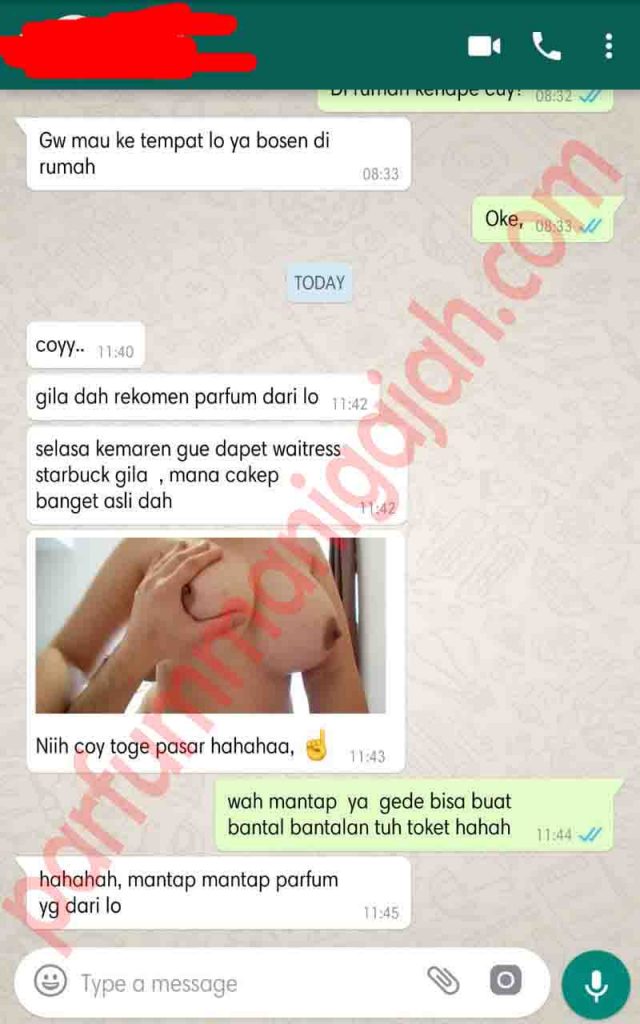 Di rumah kenape cuy? 08:32
Gw mau ke tempat lo ya bosen di
rumah
08:33
Oke, 08:33
TODAY
coyy.. 11:40
gila dah rekomen parfum dari lo 11:42
selasa kemaren gue dapet waitress
starbuck gila , mana cakep
banget asli dah
11:42
Niih coy toge pasar hahahaa, ☝ 11:43
wah mantap ya gede bisa buat
bantal bantalan tuh toket hahah 11:44
hahahah, mantap mantap parfum
yg dari lo
11:45
Type a message
parfummanigajah.com